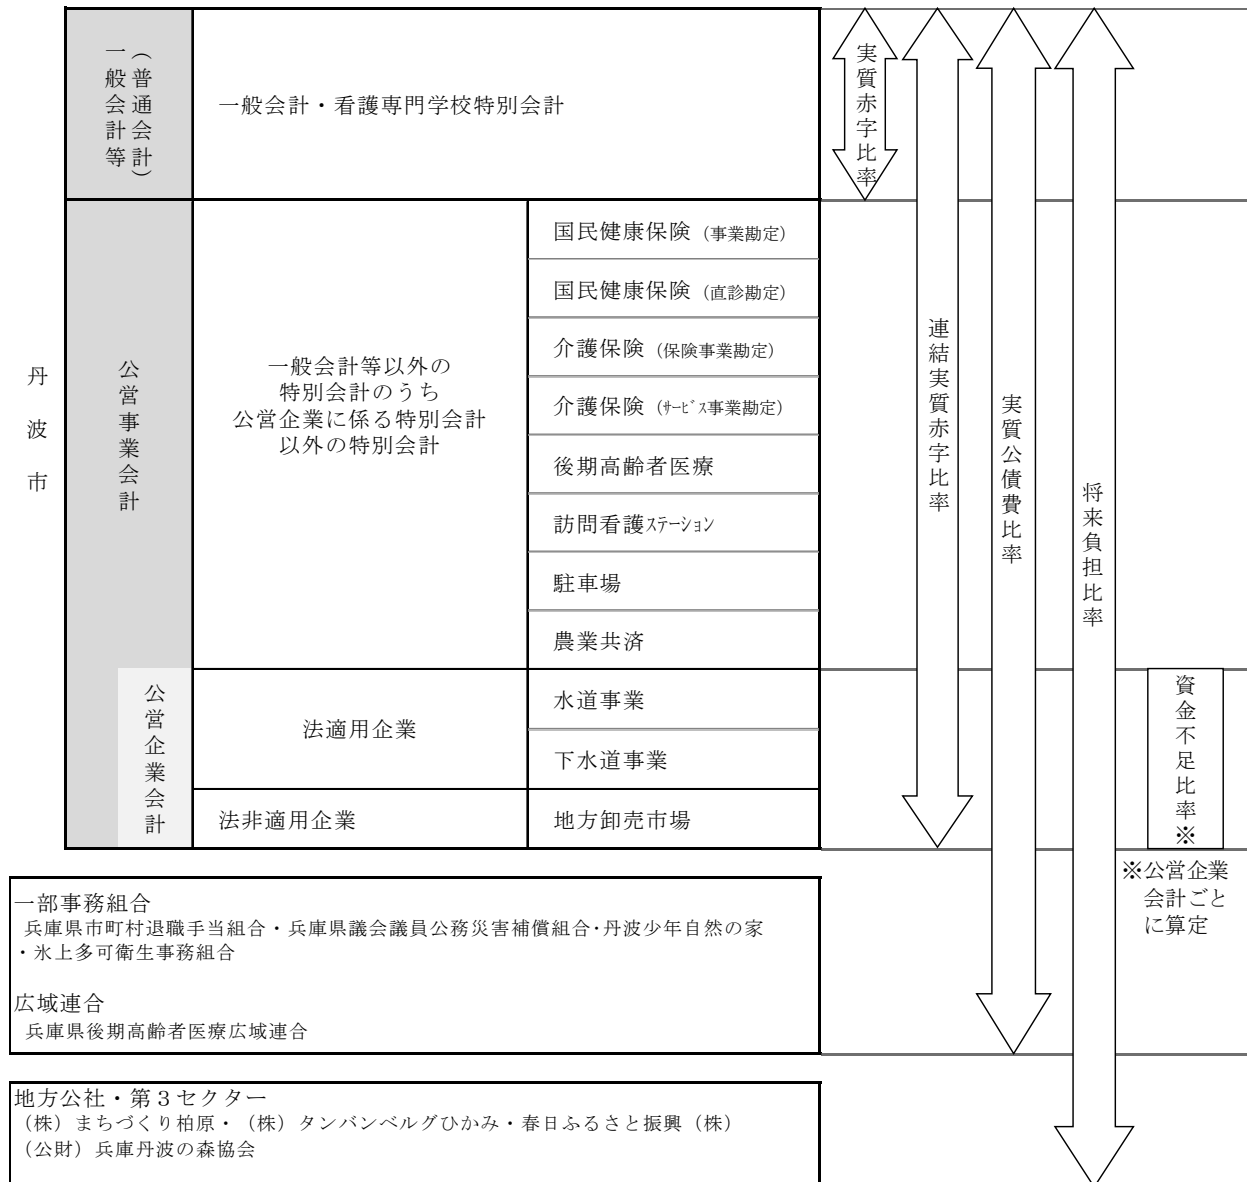 丹波市
一般会計等
（普通会計）
一般会計・看護専門学校特別会計
公営事業会計
一般会計等以外の
特別会計のうち
公営企業に係る特別会計
以外の特別会計
国民健康保険（事業勘定）
国民健康保険（直診勘定）
介護保険（保険事業勘定）
介護保険（ｻｰﾋﾞｽ事業勘定）
後期高齢者医療
訪問看護ｽﾃｰｼｮﾝ
駐車場
農業共済
公営企業会計
法適用企業
水道事業
下水道事業
法非適用企業
地方卸売市場
実質赤字比率
連結実質赤字比率
実質公債費比率
将来負担比率
資金不足比率※
※公営企業
会計ごと
に算定
一部事務組合
兵庫県市町村退職手当組合・兵庫県議会議員公務災害補償組合・丹波少年自然の家
・氷上多可衛生事務組合
広域連合
兵庫県後期高齢者医療広域連合
地方公社・第３セクター
（株）まちづくり柏原・（株）タンバンベルグひかみ・春日ふるさと振興（株）
（公財）兵庫丹波の森協会